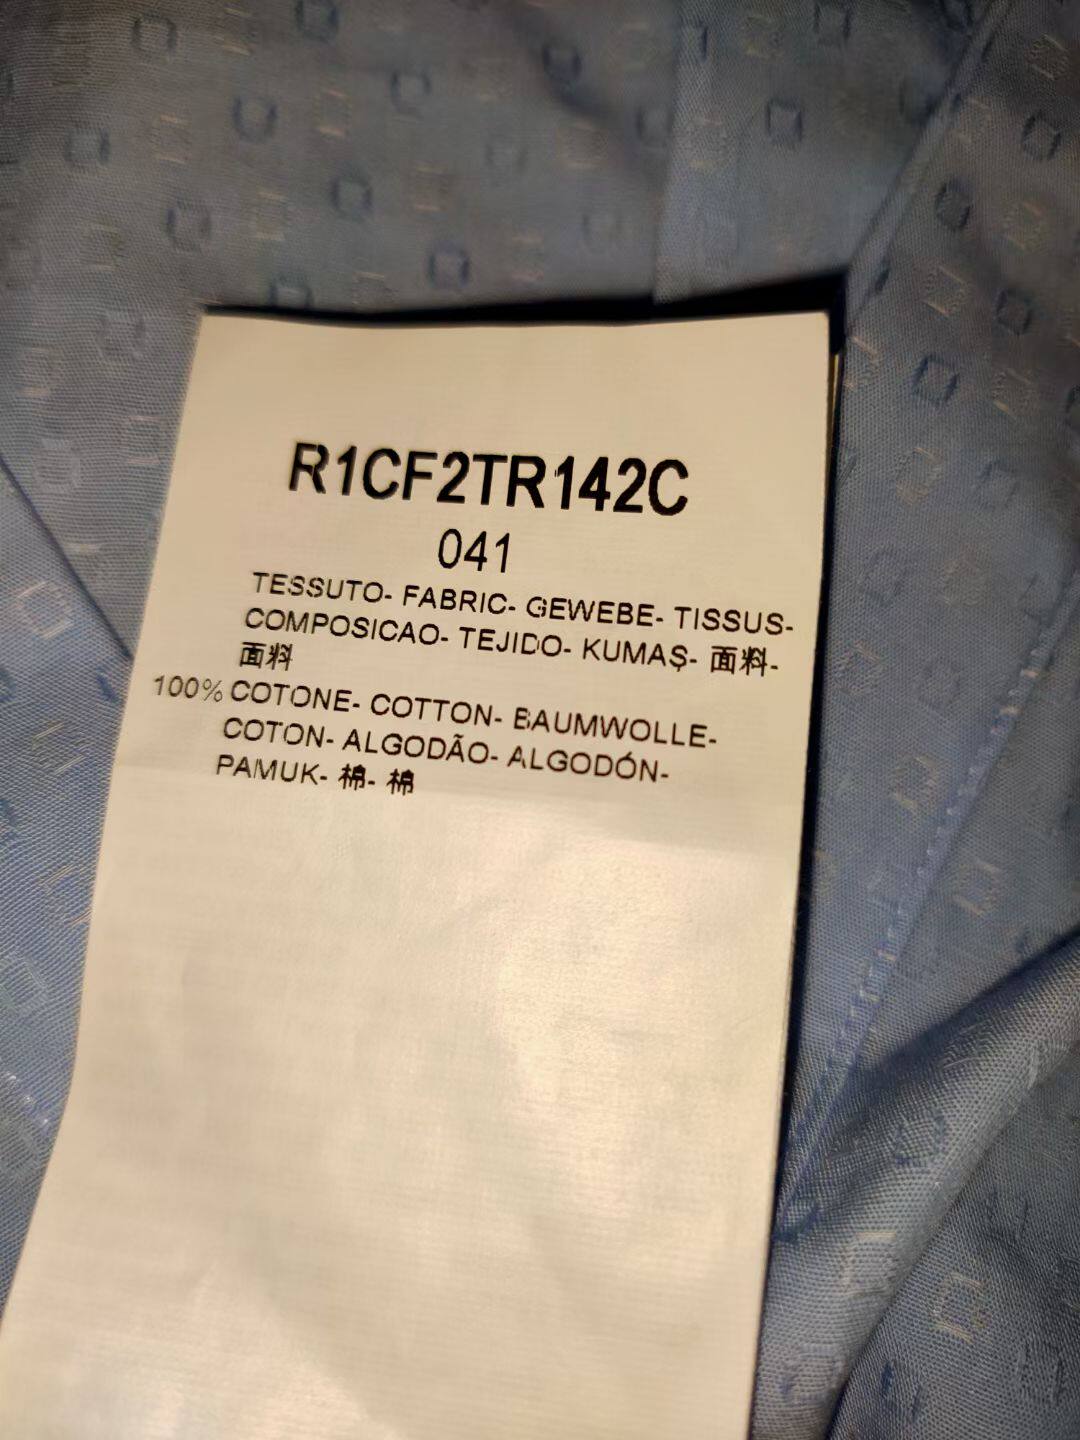 R1CF2TR142C
041
TESSUTO- FABRIC- GEWEBE- TISSUS-
COMPOSICAO- TEJIDO- KUMAŞ- 面料-
面料
100% COTONE- COTTON- BAUMWOLLE-
COTON- ALGODÃO- ALGODÓN-
PAMUK- 棉- 棉